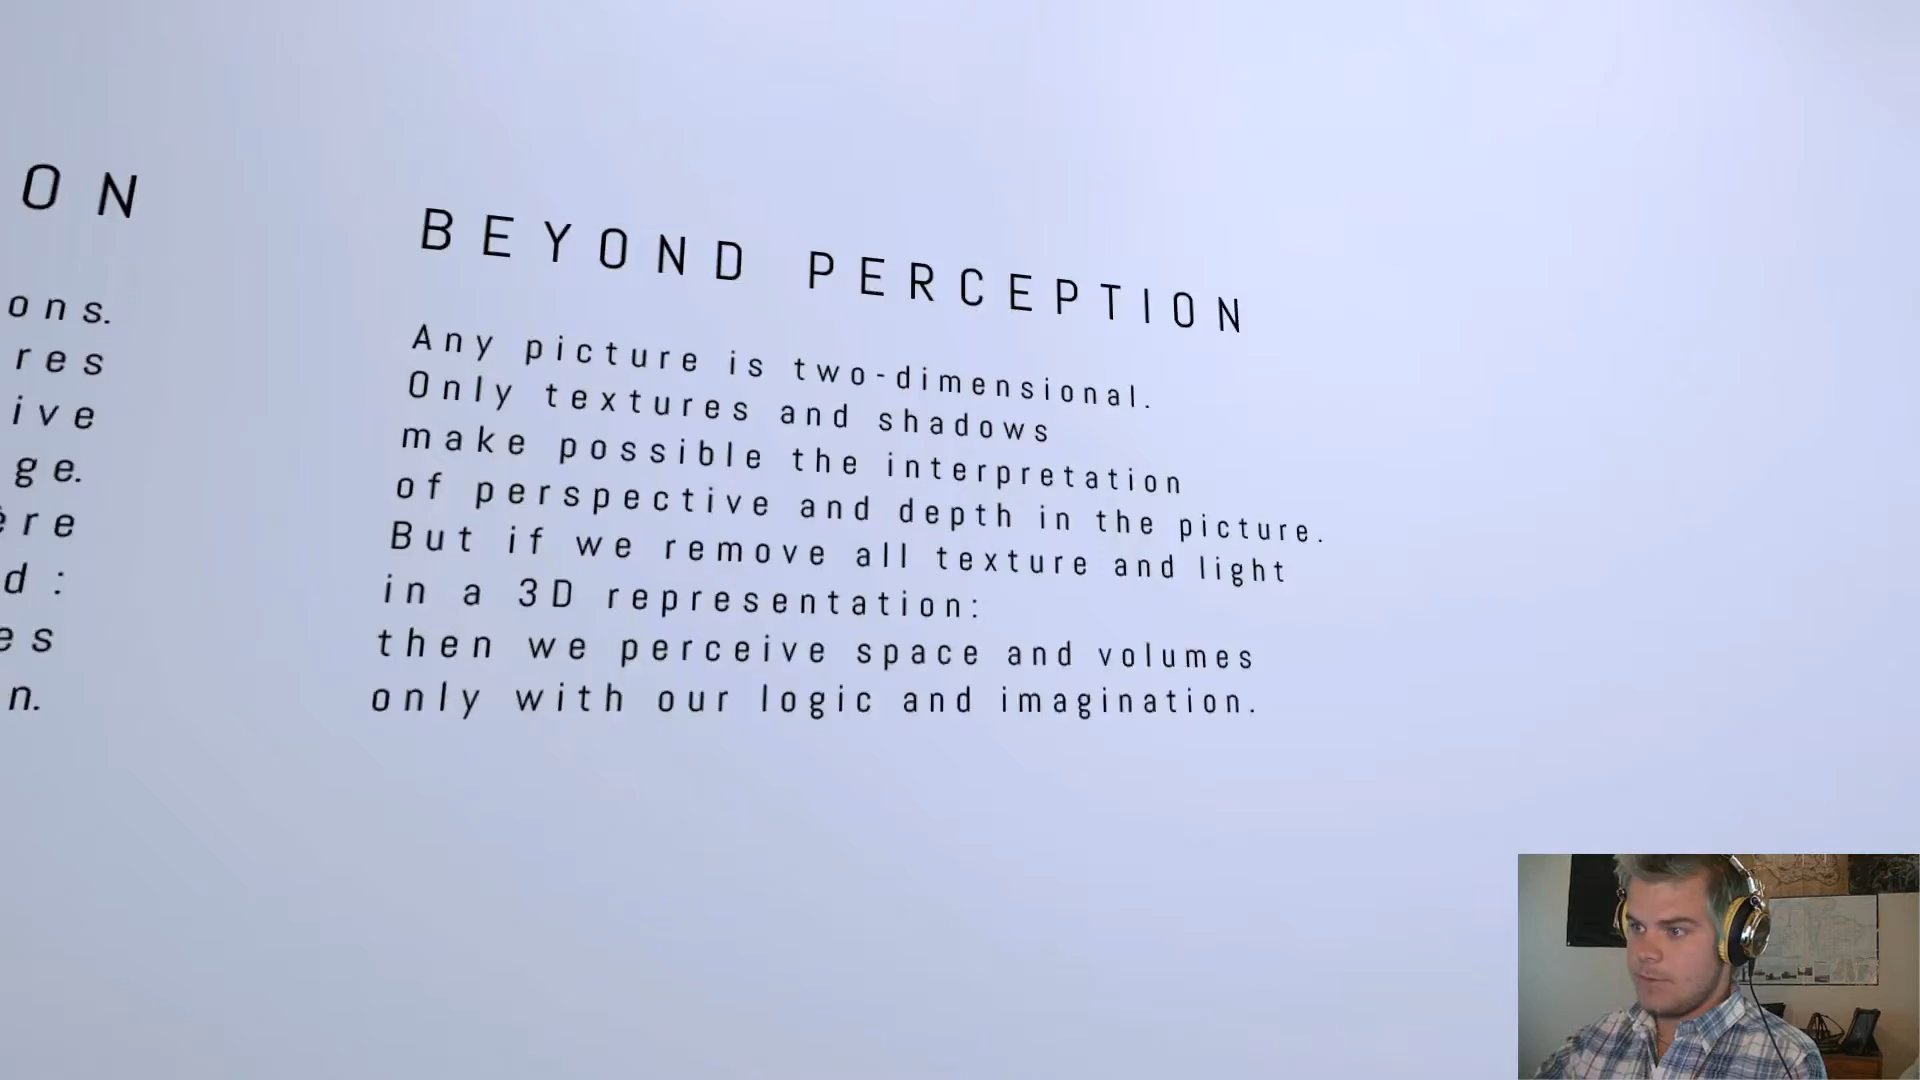 ON
ons.
res
ive
ge.
ère
d :
es
n.
BEYOND PERCEPTION
Any picture is two-dimensional.
Only textures and shadows
make possible the interpretation
of perspective and depth in the picture.
But if we remove all texture and light
in a 3D representation:
then we perceive space and volumes
only with our logic and imagination.